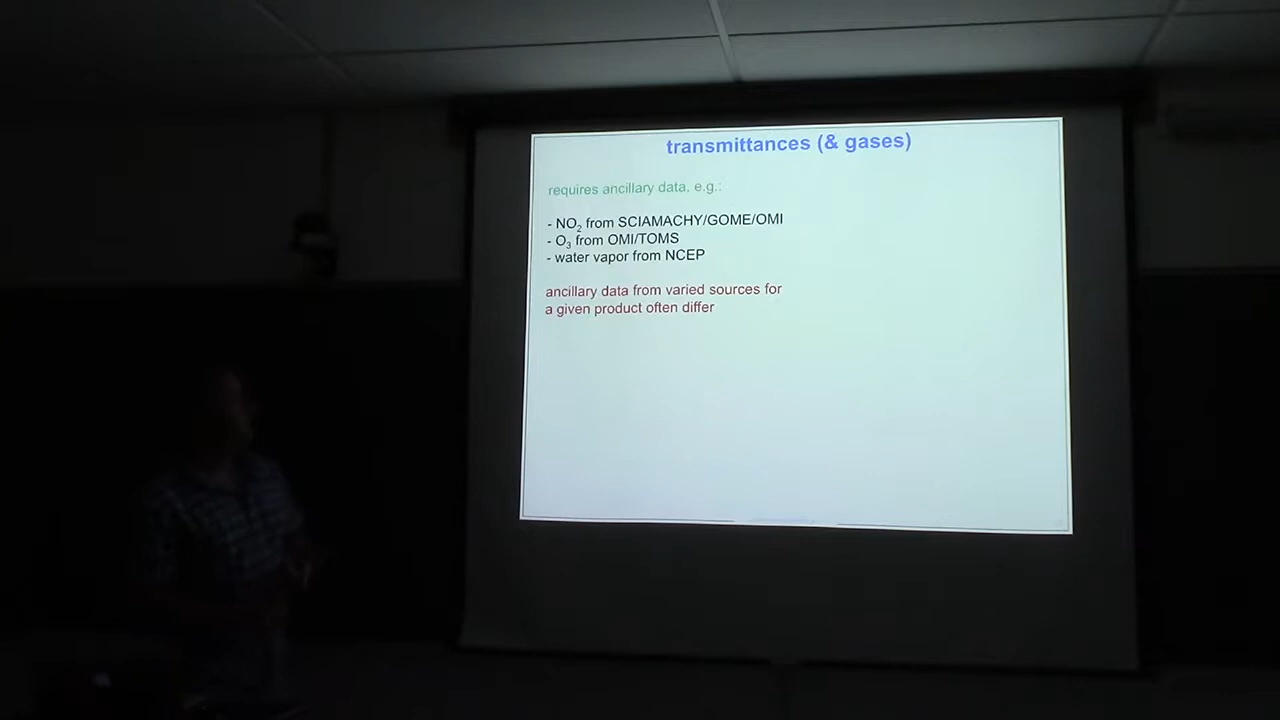 transmittances (& gases)
requires ancillary data, e.g.:
- NO₂ from SCIAMACHY/GOME/OMI
- O₃ from OMI/TOMS
- water vapor from NCEP
ancillary data from varied sources for
a given product often differ